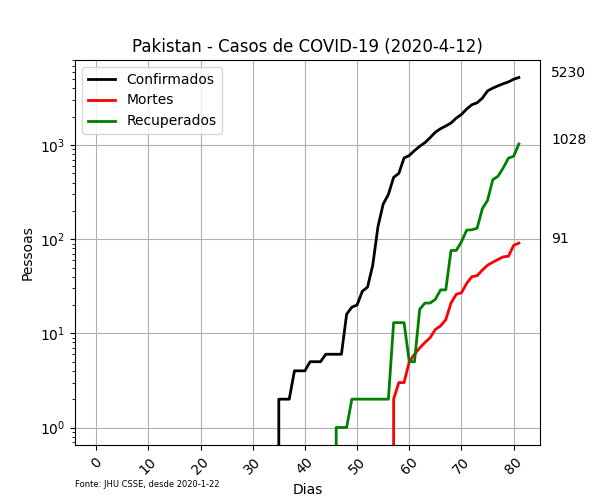 Pakistan - Casos de COVID-19 (2020-4-12)
Confirmados
Mortes
Recuperados
5230
1028
91
10³
10²
10¹
10⁰
Pessoas
0 10 20 30 40 50 60 70 80
Fonte: JHU CSSE, desde 2020-1-22
Dias